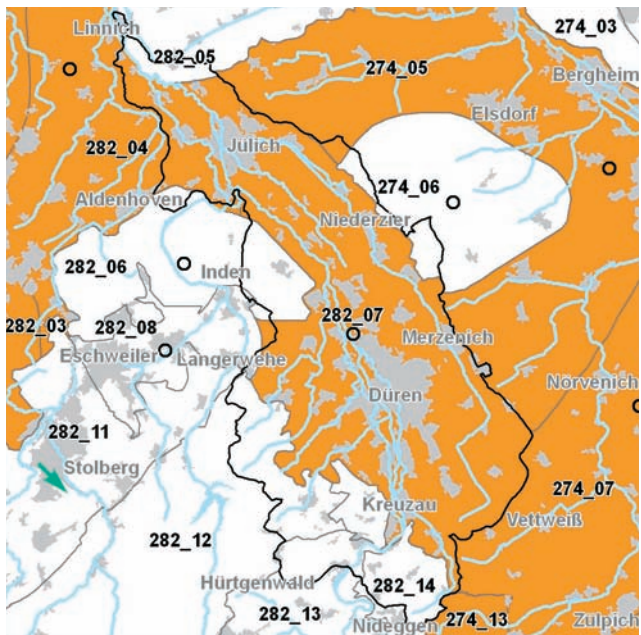 Linnich
274_03
282_05
274_05
Bergheim
Elsdorf
282_04
Jülich
274_06
Aldenhoven
Niederzier
282_06
Inden
282_03
282_08
282_07
Eschweiler
Langerwehe
Merzenich
Nörvenich
Düren
282_11
Stolberg
274_07
Kreuzau
Vettweiß
282_12
Hürtgenwald
282_14
282_13
274_13
Nideggen
Zülpich